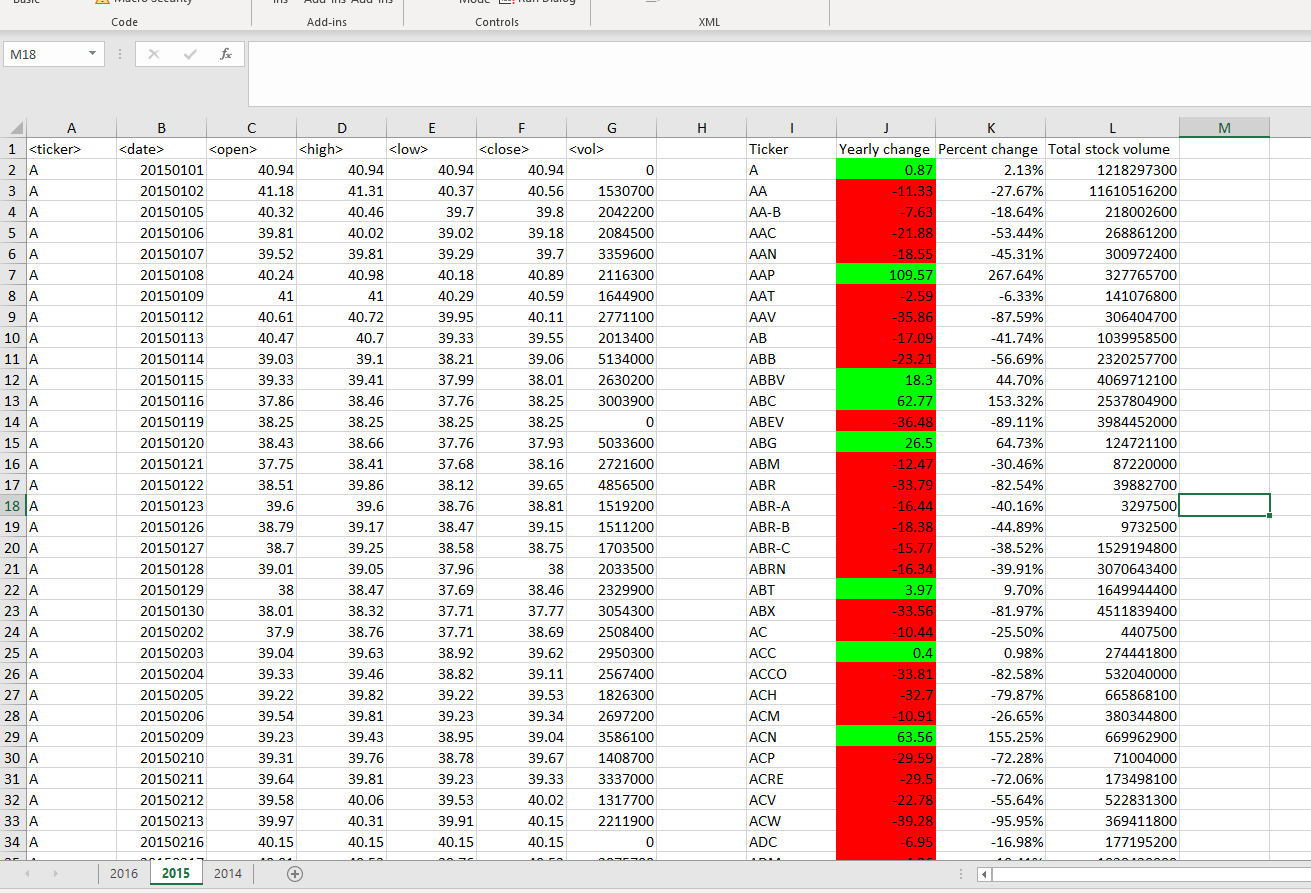 Basic Macro Security Ins Add-ins Add-ins Mode Run Dialog
Code Add-ins Controls XML
M18 fx
A B C D E F G H I J K L M
1 <ticker> <date> <open> <high> <low> <close> <vol> Ticker Yearly change Percent change Total stock volume
2 A 20150101 40.94 40.94 40.94 40.94 0 A 0.87 2.13% 1218297300
3 A 20150102 41.18 41.31 40.37 40.56 1530700 AA -11.33 -27.67% 11610516200
4 A 20150105 40.32 40.46 39.7 39.8 2042200 AA-B -7.63 -18.64% 218002600
5 A 20150106 39.81 40.02 39.02 39.18 2084500 AAC -21.88 -53.44% 268861200
6 A 20150107 39.52 39.81 39.29 39.7 3359600 AAN -18.55 -45.31% 300972400
7 A 20150108 40.24 40.98 40.18 40.89 2116300 AAP 109.57 267.64% 327765700
8 A 20150109 41 41 40.29 40.59 1644900 AAT -2.59 -6.33% 141076800
9 A 20150112 40.61 40.72 39.95 40.11 2771100 AAV -35.86 -87.59% 306404700
10 A 20150113 40.47 40.7 39.33 39.55 2013400 AB -17.09 -41.74% 1039958500
11 A 20150114 39.03 39.1 38.21 39.06 5134000 ABB -23.21 -56.69% 2320257700
12 A 20150115 39.33 39.41 37.99 38.01 2630200 ABBV 18.3 44.70% 4069712100
13 A 20150116 37.86 38.46 37.76 38.25 3003900 ABC 62.77 153.32% 2537804900
14 A 20150119 38.25 38.25 38.25 38.25 0 ABEV -36.48 -89.11% 3984452000
15 A 20150120 38.43 38.66 37.76 37.93 5033600 ABG 26.5 64.73% 124721100
16 A 20150121 37.75 38.41 37.68 38.16 2721600 ABM -12.47 -30.46% 87220000
17 A 20150122 38.51 39.86 38.12 39.65 4856500 ABR -33.79 -82.54% 39882700
18 A 20150123 39.6 39.6 38.76 38.81 1519200 ABR-A -16.44 -40.16% 3297500
19 A 20150126 38.79 39.17 38.47 39.15 1511200 ABR-B -18.38 -44.89% 9732500
20 A 20150127 38.7 39.25 38.58 38.75 1703500 ABR-C -15.77 -38.52% 1529194800
21 A 20150128 39.01 39.05 37.96 38 2033500 ABRN -16.34 -39.91% 3070643400
22 A 20150129 38 38.47 37.69 38.46 2329900 ABT 3.97 9.70% 1649944400
23 A 20150130 38.01 38.32 37.71 37.77 3054300 ABX -33.56 -81.97% 4511839400
24 A 20150202 37.9 38.76 37.71 38.69 2508400 AC -10.44 -25.50% 4407500
25 A 20150203 39.04 39.63 38.92 39.62 2950300 ACC 0.4 0.98% 274441800
26 A 20150204 39.33 39.46 38.82 39.11 2567400 ACCO -33.81 -82.58% 532040000
27 A 20150205 39.22 39.82 39.22 39.53 1826300 ACH -32.7 -79.87% 665868100
28 A 20150206 39.54 39.81 39.23 39.34 2697200 ACM -10.91 -26.65% 380344800
29 A 20150209 39.23 39.43 38.95 39.04 3586100 ACN 63.56 155.25% 669962900
30 A 20150210 39.31 39.76 38.78 39.67 1408700 ACP -29.59 -72.28% 71004000
31 A 20150211 39.64 39.81 39.23 39.33 3337000 ACRE -29.5 -72.06% 173498100
32 A 20150212 39.58 40.06 39.53 40.02 1317700 ACV -22.78 -55.64% 522831300
33 A 20150213 39.97 40.31 39.91 40.15 2211900 ACW -39.28 -95.95% 369411800
34 A 20150216 40.15 40.15 40.15 40.15 0 ADC -6.95 -16.98% 177195200
2016 2015 2014